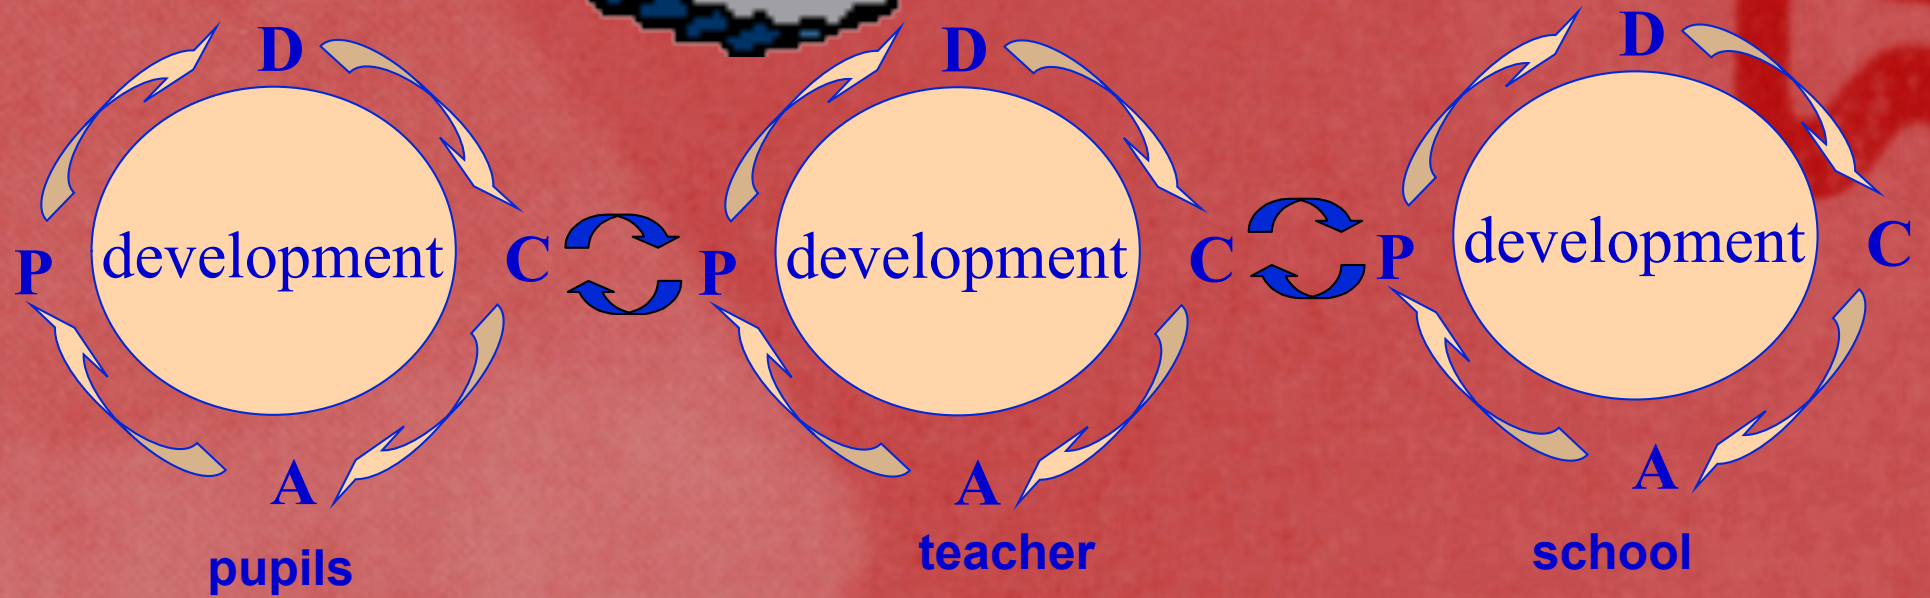 D D D
P development C P development C P development C
A A A
pupils teacher school